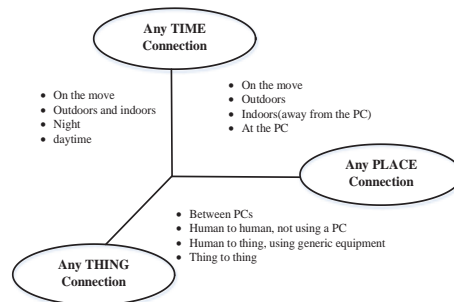 Any TIME
Connection
• On the move
• Outdoors and indoors
• Night
• daytime
• On the move
• Outdoors
• Indoors(away from the PC)
• At the PC
Any PLACE
Connection
• Between PCs
• Human to human, not using a PC
• Human to thing, using generic equipment
• Thing to thing
Any THING
Connection